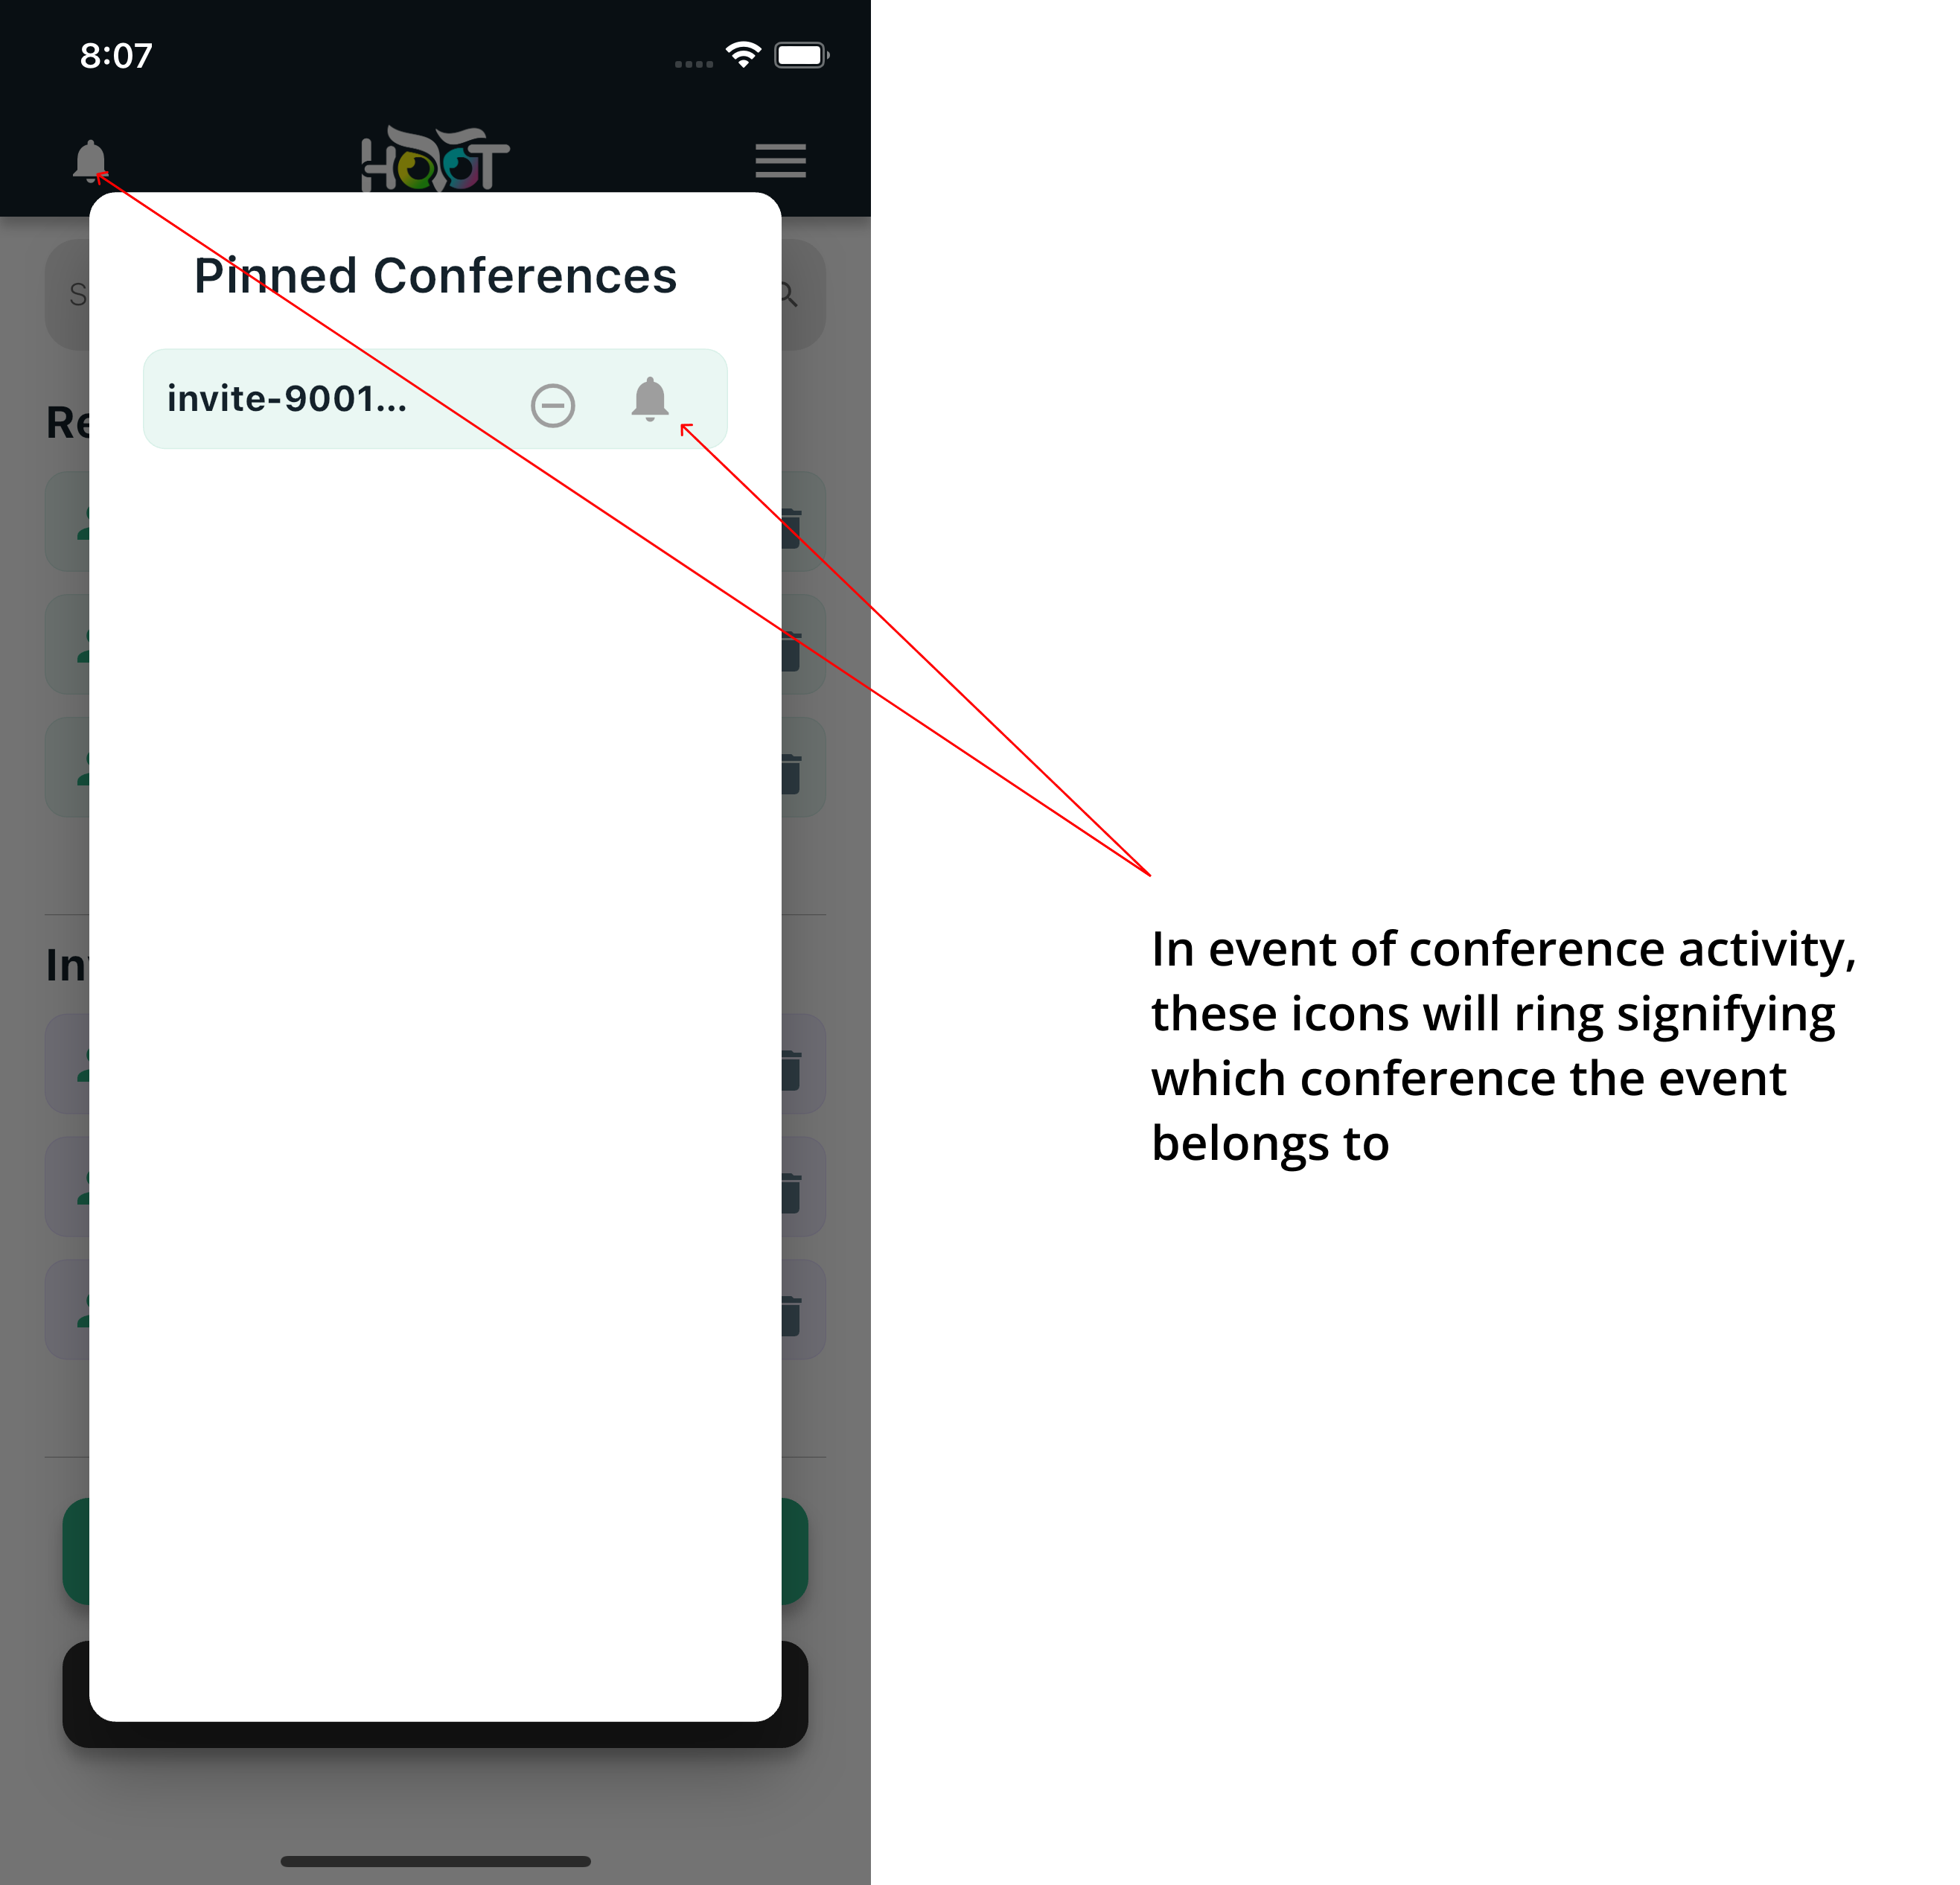 8:07
HOOT
Pinned Conferences
S
invite-9001...
Re
In event of conference activity,
these icons will ring signifying
which conference the event
belongs to